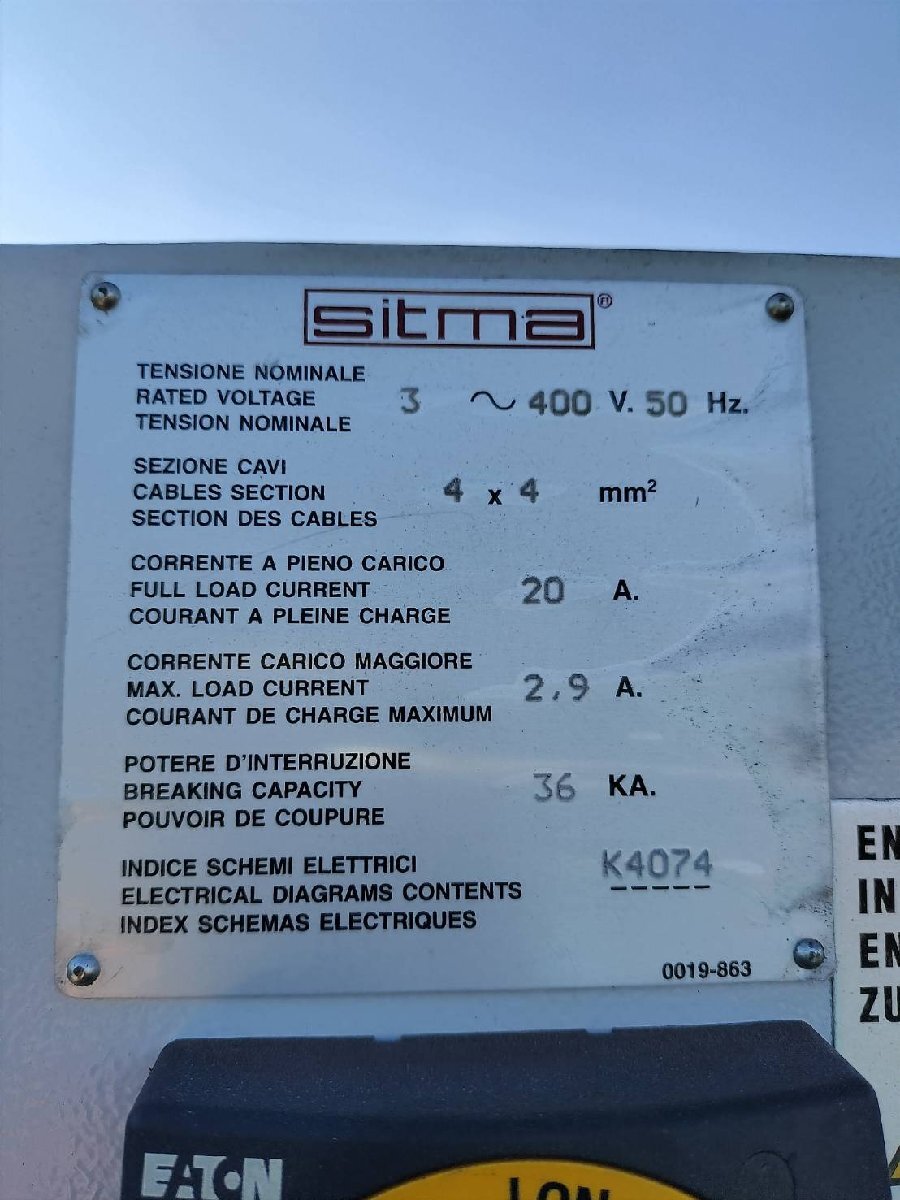 sitma ®
TENSIONE NOMINALE
RATED VOLTAGE 3 ~ 400 V. 50 Hz.
TENSION NOMINALE
SEZIONE CAVI
CABLES SECTION 4 x 4 mm²
SECTION DES CABLES
CORRENTE A PIENO CARICO
FULL LOAD CURRENT 20 A.
COURANT A PLEINE CHARGE
CORRENTE CARICO MAGGIORE
MAX. LOAD CURRENT 2,9 A.
COURANT DE CHARGE MAXIMUM
POTERE D'INTERRUZIONE
BREAKING CAPACITY 36 KA.
POUVOIR DE COUPURE
INDICE SCHEMI ELETTRICI K4074
ELECTRICAL DIAGRAMS CONTENTS
INDEX SCHEMAS ELECTRIQUES
0019-863
EN
IN
EN
ZU
EATON
I ON